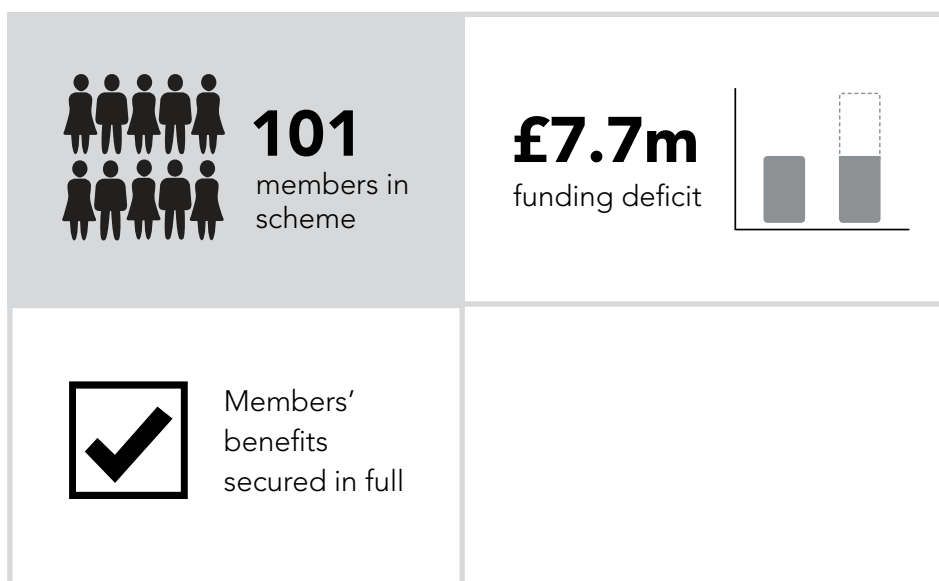 101
members in
scheme
£7.7m
funding deficit
Members’
benefits
secured in full